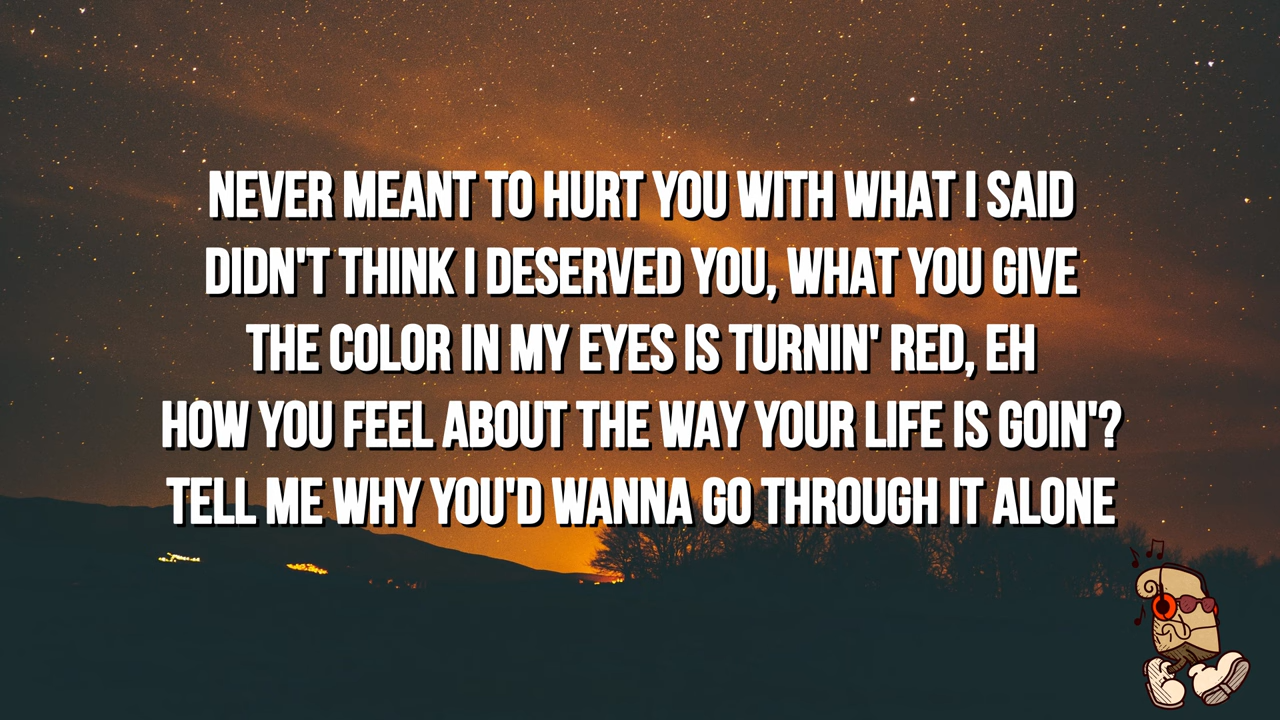 NEVER MEANT TO HURT YOU WITH WHAT I SAID
DIDN'T THINK I DESERVED YOU, WHAT YOU GIVE
THE COLOR IN MY EYES IS TURNIN' RED, EH
HOW YOU FEEL ABOUT THE WAY YOUR LIFE IS GOIN'?
TELL ME WHY YOU'D WANNA GO THROUGH IT ALONE